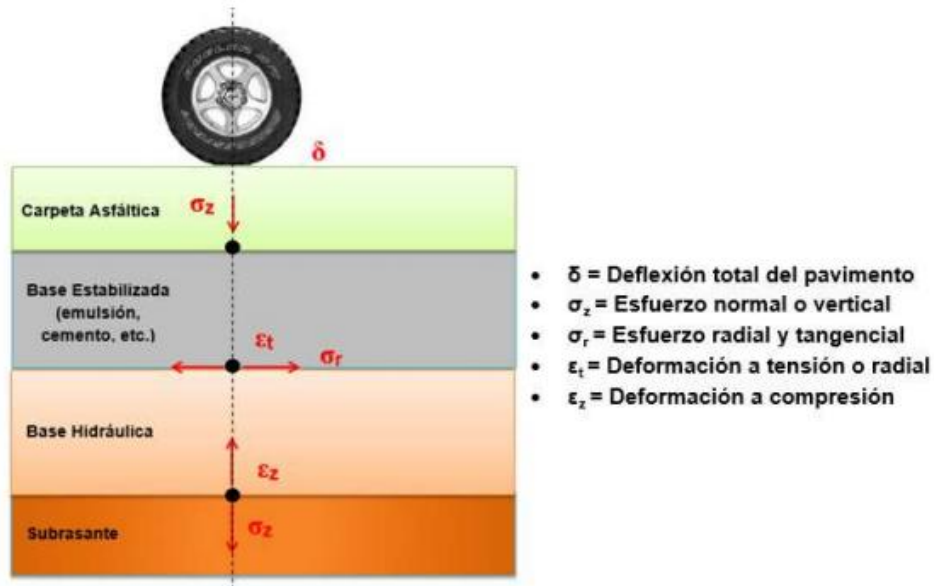 δ
σz
Carpeta Asfáltica
Base Estabilizada
(emulsión,
cemento, etc.)
εt
σr
Base Hidráulica
εz
σz
Subrasante
• δ = Deflexión total del pavimento
• σz = Esfuerzo normal o vertical
• σr = Esfuerzo radial y tangencial
• εt = Deformación a tensión o radial
• εz = Deformación a compresión